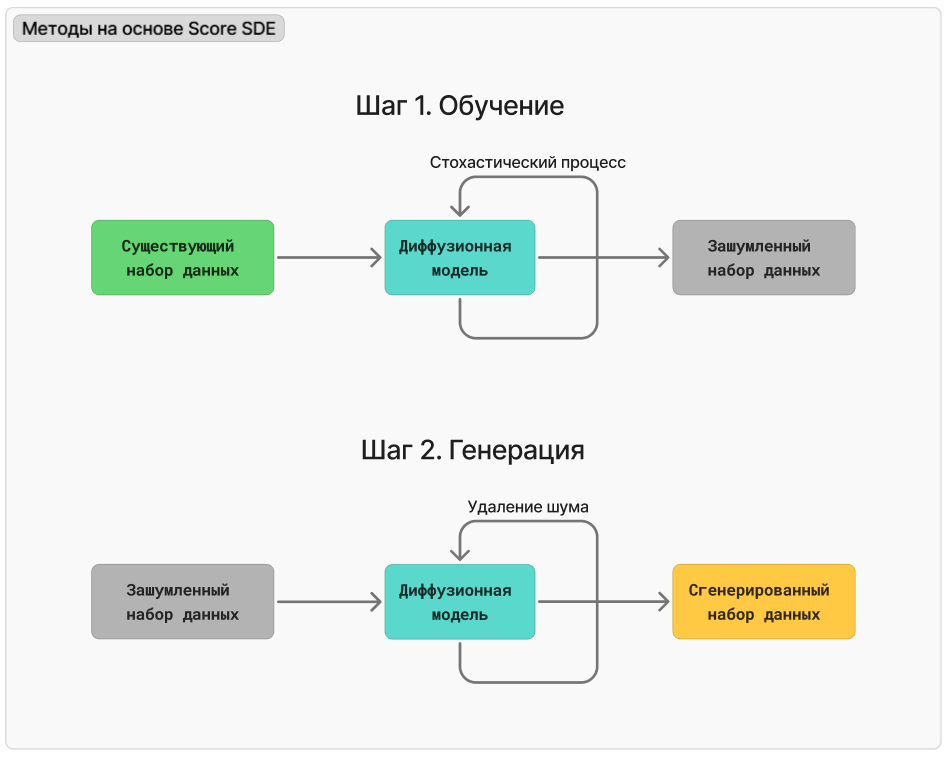 Методы на основе Score SDE
Шаг 1. Обучение
Стохастический процесс
Существующий
набор данных
Диффузионная
модель
Зашумленный
набор данных
Шаг 2. Генерация
Удаление шума
Зашумленный
набор данных
Диффузионная
модель
Сгенерированный
набор данных